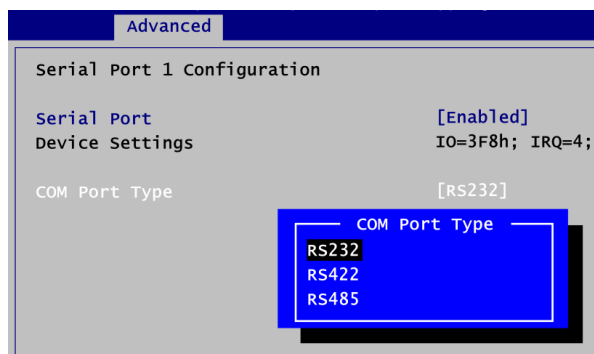 Advanced
Serial Port 1 Configuration
Serial Port [Enabled]
Device Settings IO=3F8h; IRQ=4;
COM Port Type [RS232]
COM Port Type
RS232
RS422
RS485